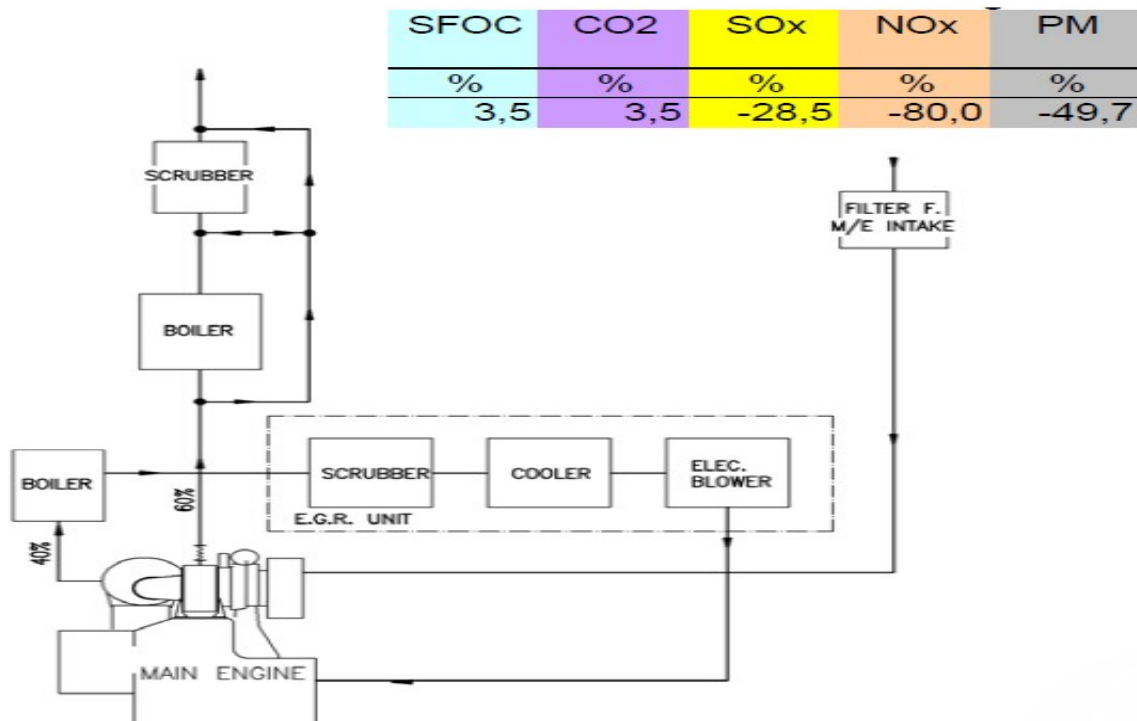 SFOC CO2 SOx NOx PM
% % % % %
3,5 3,5 -28,5 -80,0 -49,7
SCRUBBER
FILTER F.
M/E INTAKE
BOILER
BOILER
SCRUBBER
COOLER
ELEC.
BLOWER
E.G.R. UNIT
60%
40%
MAIN ENGINE